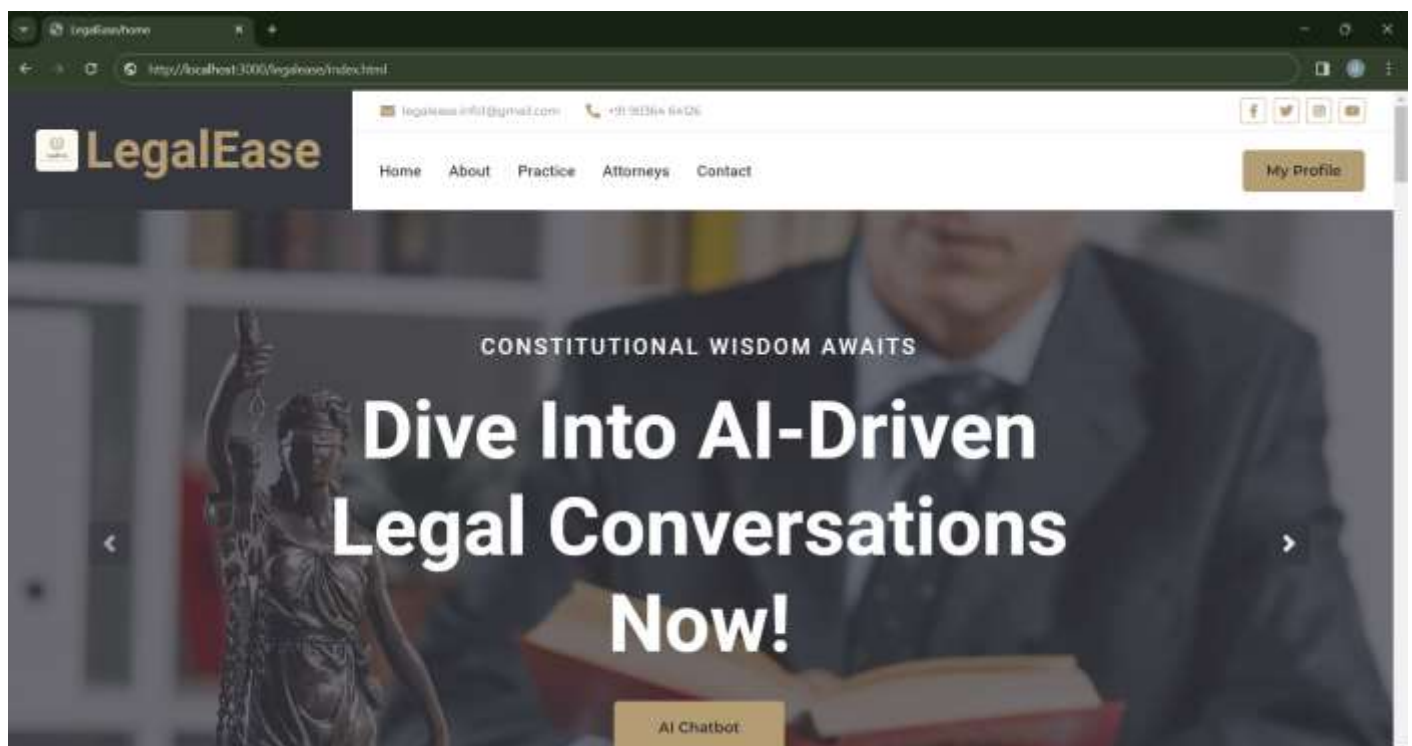 LegalEase/home
http://localhost:3000/legalease/index.html
LegalEase
Home About Practice Attorneys Contact
My Profile
CONSTITUTIONAL WISDOM AWAITS
Dive Into AI-Driven
Legal Conversations
Now!
AI Chatbot